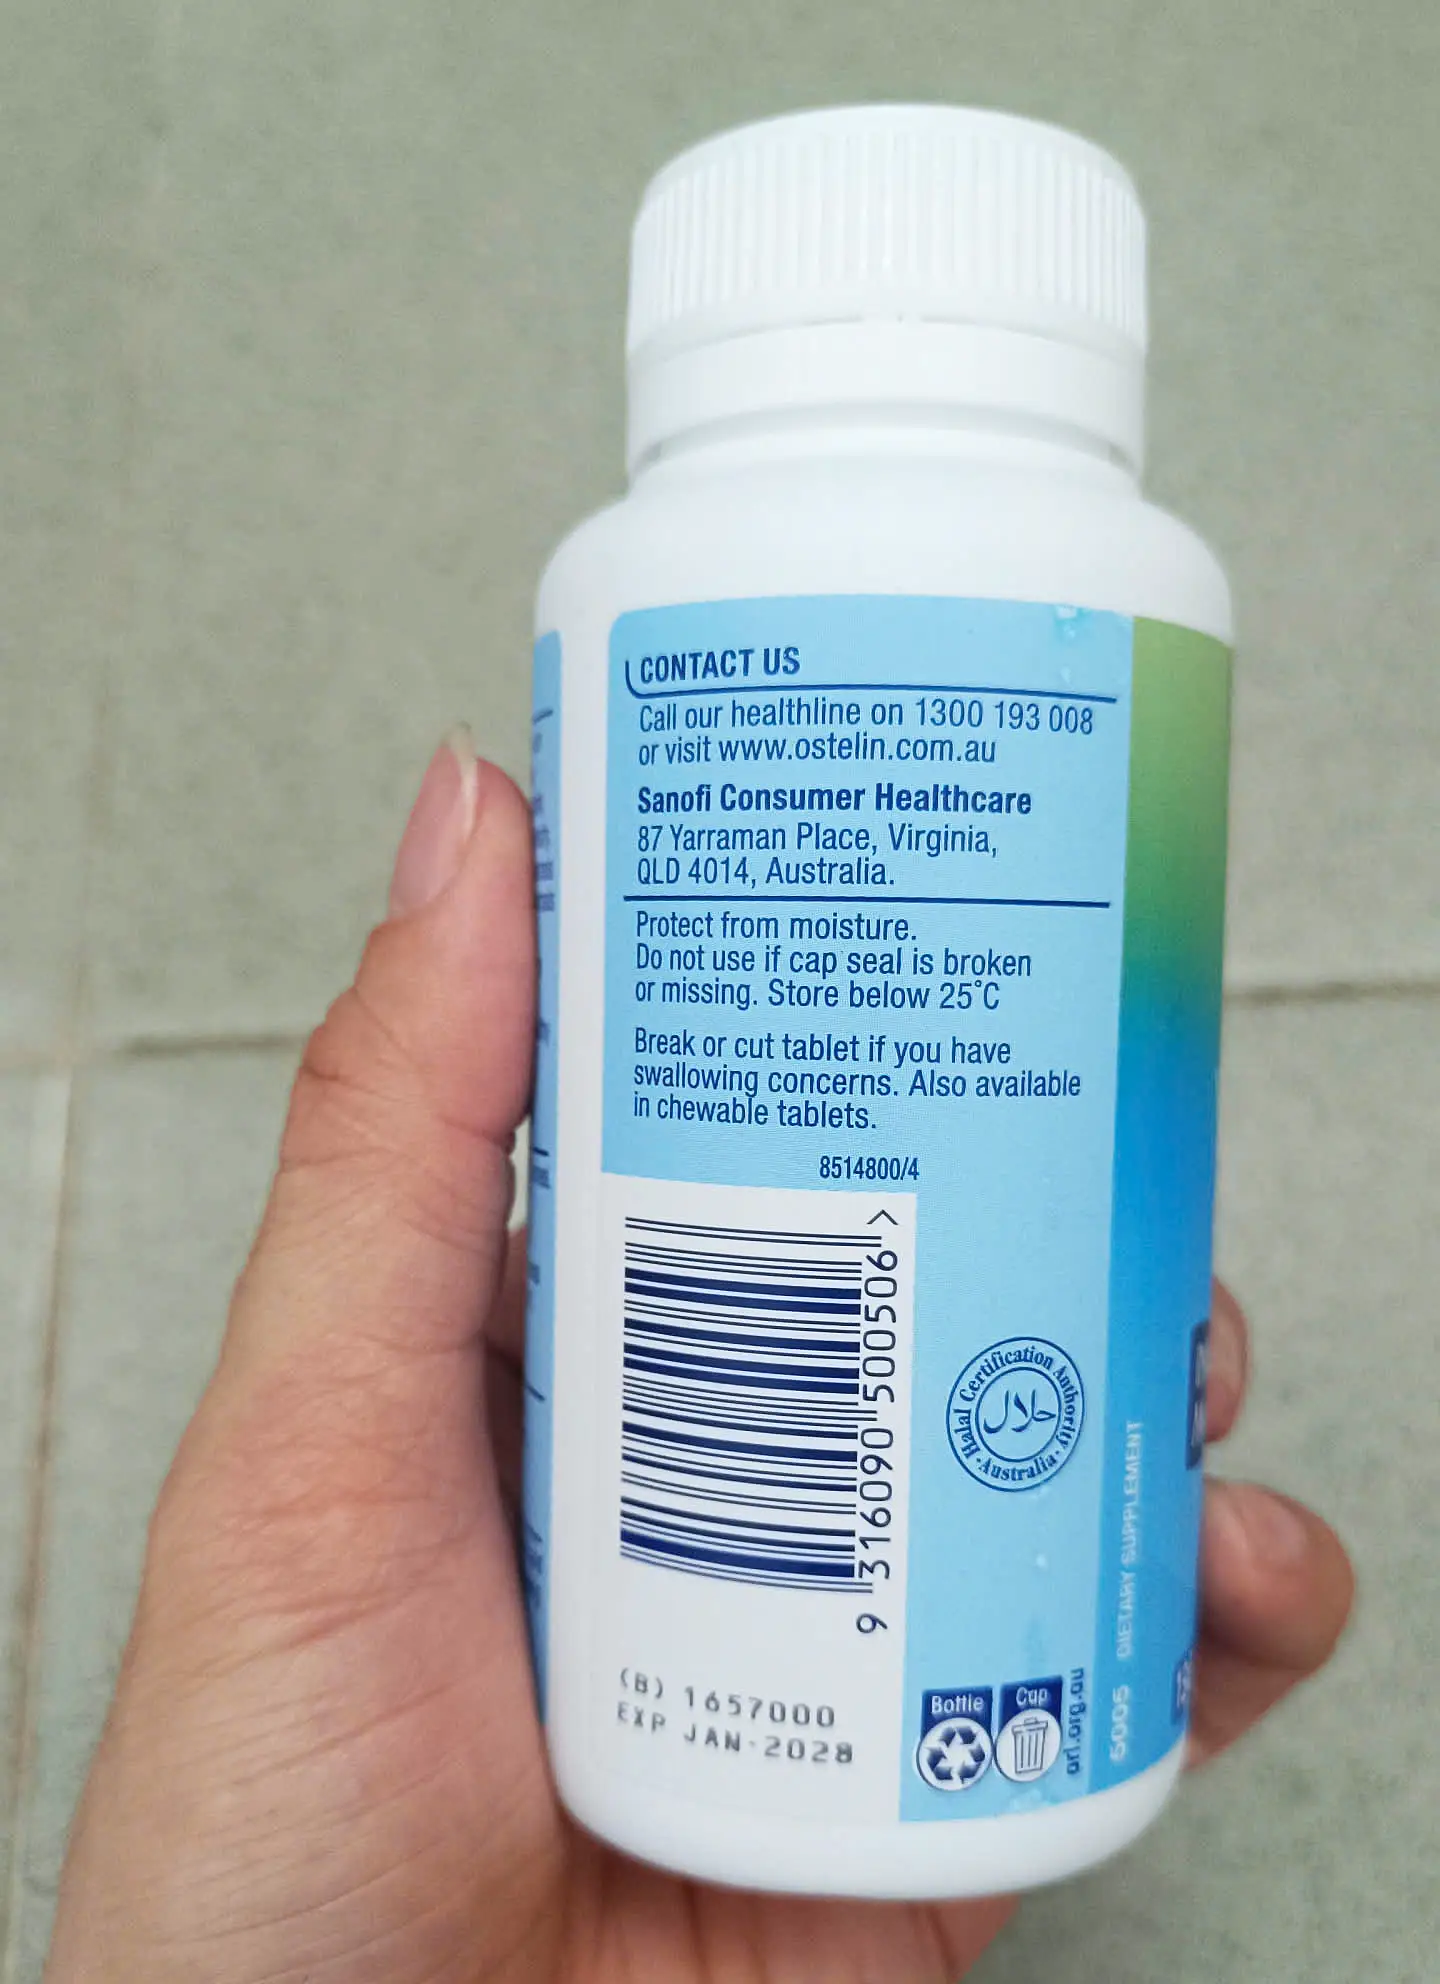 CONTACT US
Call our healthline on 1300 193 008
or visit www.ostelin.com.au
Sanofi Consumer Healthcare
87 Yarraman Place, Virginia,
QLD 4014, Australia.
Protect from moisture.
Do not use if cap seal is broken
or missing. Store below 25°C
Break or cut tablet if you have
swallowing concerns. Also available
in chewable tablets.
8514800/4
9 316090 500506 >
Halal Certification Authority
حلال
· Australia ·
(B) 1657000
EXP JAN-2028
Bottle
Cap
arl.org.au
5005 DIETARY SUPPLEMENT